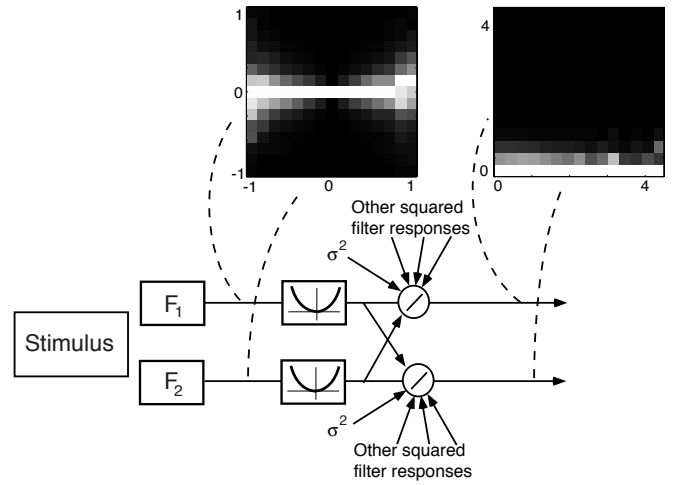 1
0
-1
-1
0
1
4
0
0
4
Other squared
filter responses
σ²
F₁
Stimulus
F₂
σ²
Other squared
filter responses